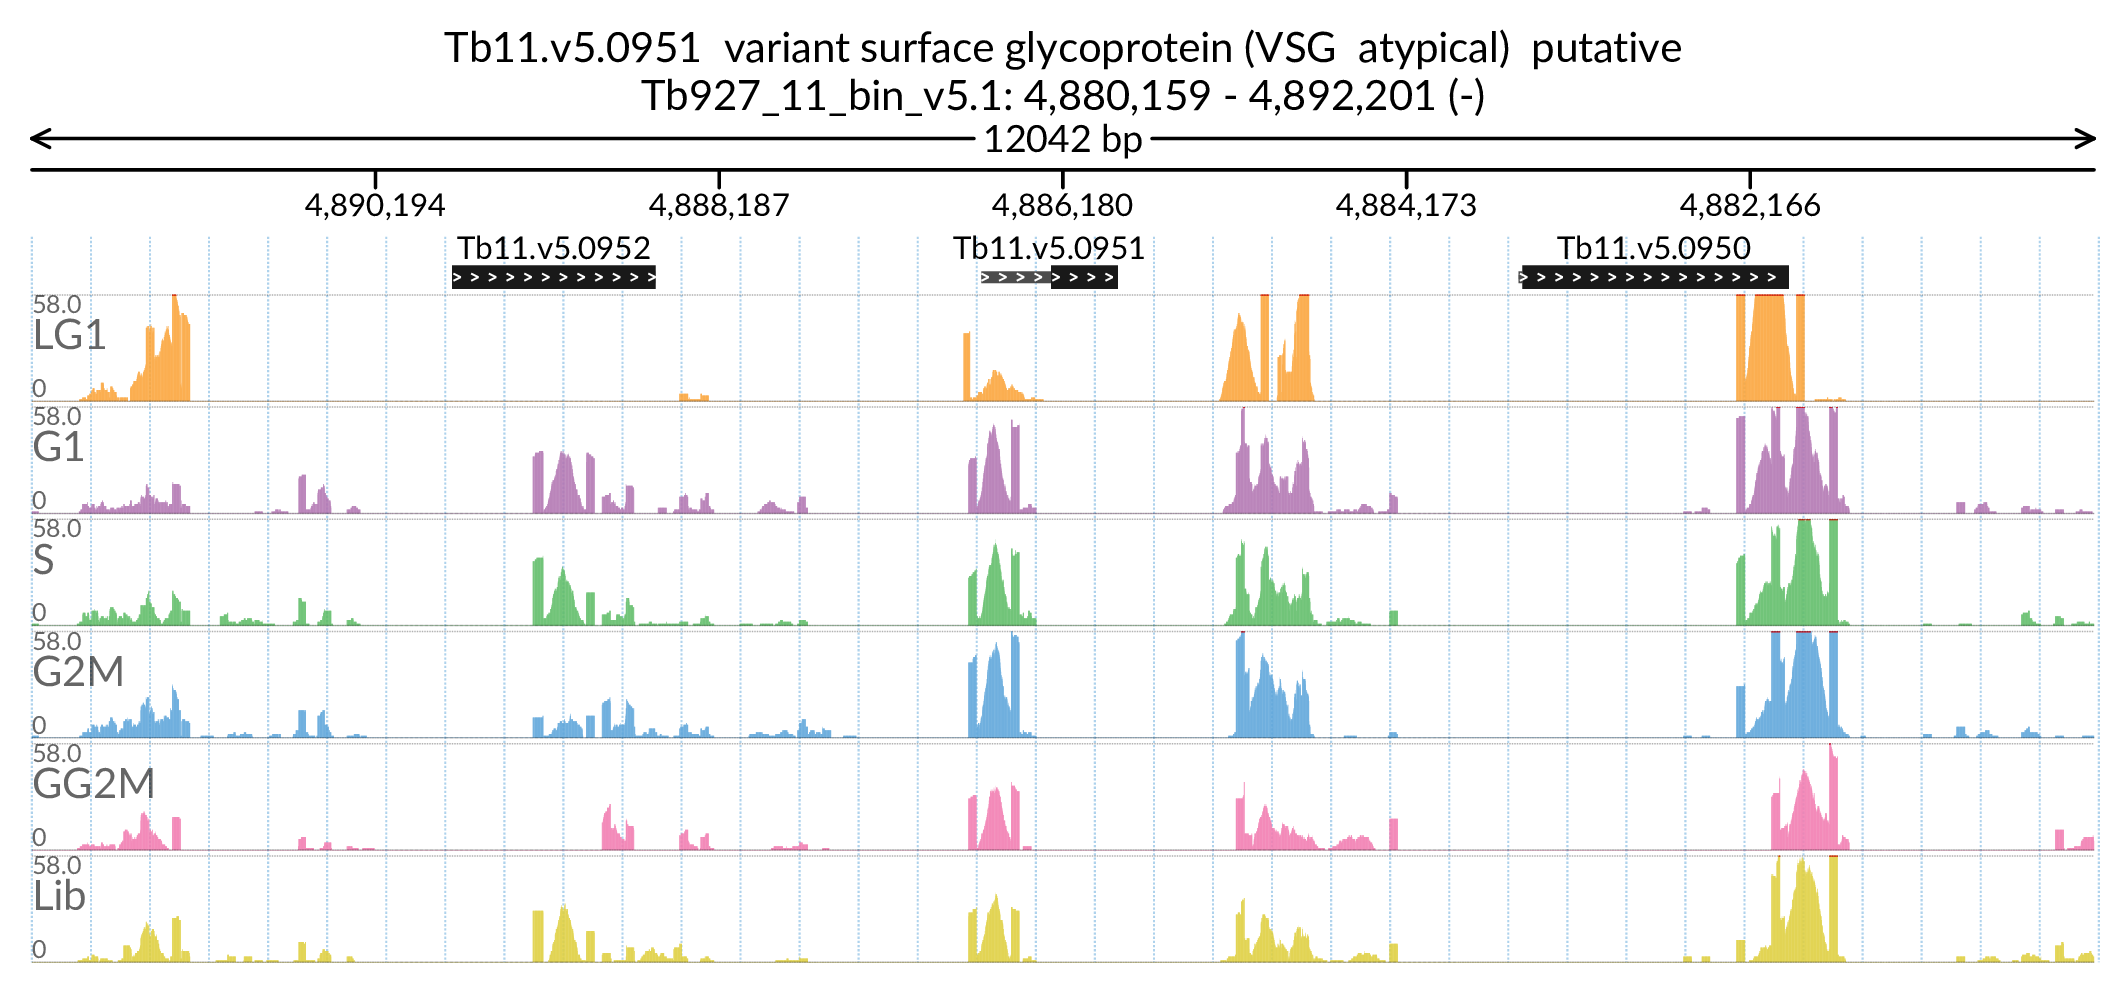 Tb11.v5.0951  variant surface glycoprotein (VSG  atypical)  putative
Tb927_11_bin_v5.1: 4,880,159 - 4,892,201 (-)
12042 bp
4,890,194 4,888,187 4,886,180 4,884,173 4,882,166
Tb11.v5.0952 Tb11.v5.0951 Tb11.v5.0950
58.0
LG1
0
58.0
G1
0
58.0
S
0
58.0
G2M
0
58.0
GG2M
0
58.0
Lib
0